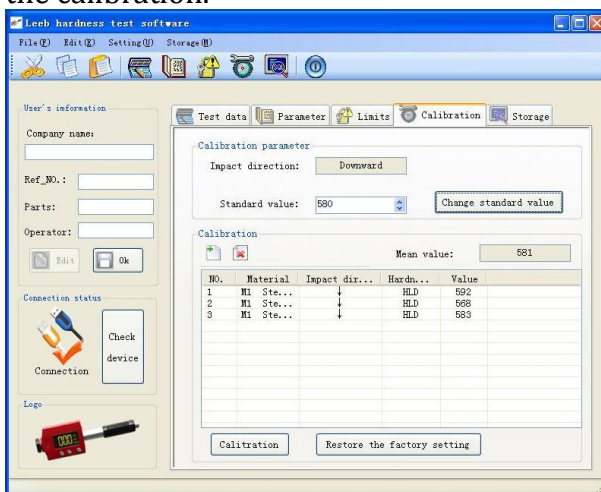 the calibration.
Leeb hardness test software
File(F) Edit(E) Setting(U) Storage(M)
User's information
Company name:
Ref_NO.:
Parts:
Operator:
Edit Ok
Connection status
Connection
Check
device
Logo
Test data Parameter Limits Calibration Storage
Calibration parameter
Impact direction: Downward
Standard value: 580 Change standard value
Calibration
Mean value: 581
NO. Material Impact dir... Hardn... Value
1 M1 Ste... ↓ HLD 592
2 M1 Ste... ↓ HLD 568
3 M1 Ste... ↓ HLD 583
Calitration Restore the factory setting